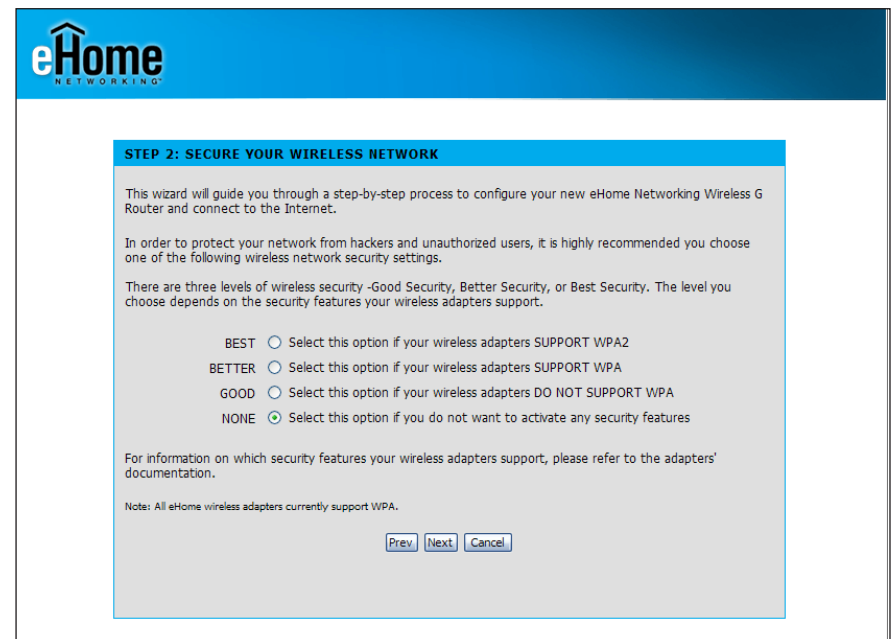 eHome
NETWORKING™
STEP 2: SECURE YOUR WIRELESS NETWORK
This wizard will guide you through a step-by-step process to configure your new eHome Networking Wireless G
Router and connect to the Internet.
In order to protect your network from hackers and unauthorized users, it is highly recommended you choose
one of the following wireless network security settings.
There are three levels of wireless security -Good Security, Better Security, or Best Security. The level you
choose depends on the security features your wireless adapters support.
BEST Select this option if your wireless adapters SUPPORT WPA2
BETTER Select this option if your wireless adapters SUPPORT WPA
GOOD Select this option if your wireless adapters DO NOT SUPPORT WPA
NONE Select this option if you do not want to activate any security features
For information on which security features your wireless adapters support, please refer to the adapters'
documentation.
Note: All eHome wireless adapters currently support WPA.
Prev Next Cancel